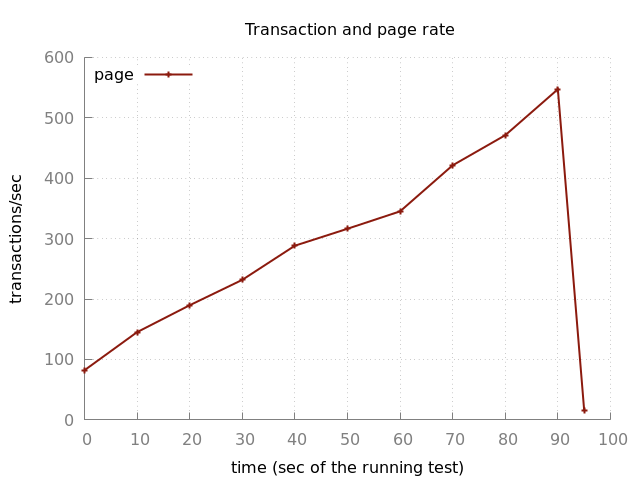 Transaction and page rate
600
page
500
400
300
200
100
0
transactions/sec
0 10 20 30 40 50 60 70 80 90 100
time (sec of the running test)